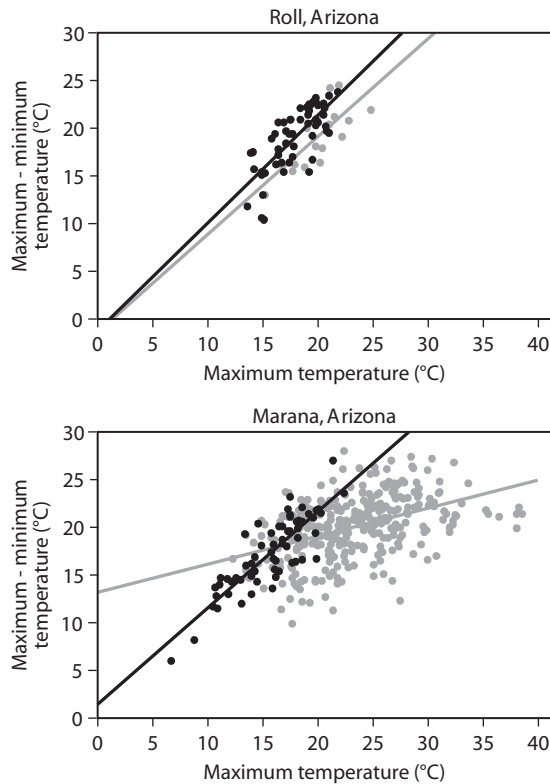 Roll, Arizona
30
25
20
15
10
5
0
Maximum - minimum
temperature (°C)
0 5 10 15 20 25 30 35 40
Maximum temperature (°C)
Marana, Arizona
30
25
20
15
10
5
0
Maximum - minimum
temperature (°C)
0 5 10 15 20 25 30 35 40
Maximum temperature (°C)